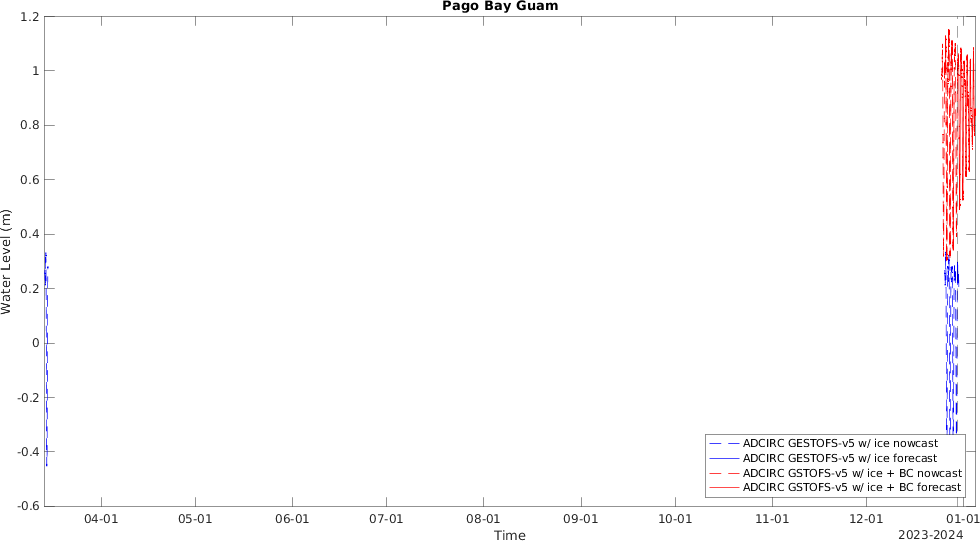 Pago Bay Guam
1.2
1
0.8
0.6
0.4
0.2
0
-0.2
-0.4
-0.6
Water Level (m)
04-01 05-01 06-01 07-01 08-01 09-01 10-01 11-01 12-01 01-01
Time
2023-2024
ADCIRC GESTOFS-v5 w/ ice nowcast
ADCIRC GESTOFS-v5 w/ ice forecast
ADCIRC GSTOFS-v5 w/ ice + BC nowcast
ADCIRC GSTOFS-v5 w/ ice + BC forecast